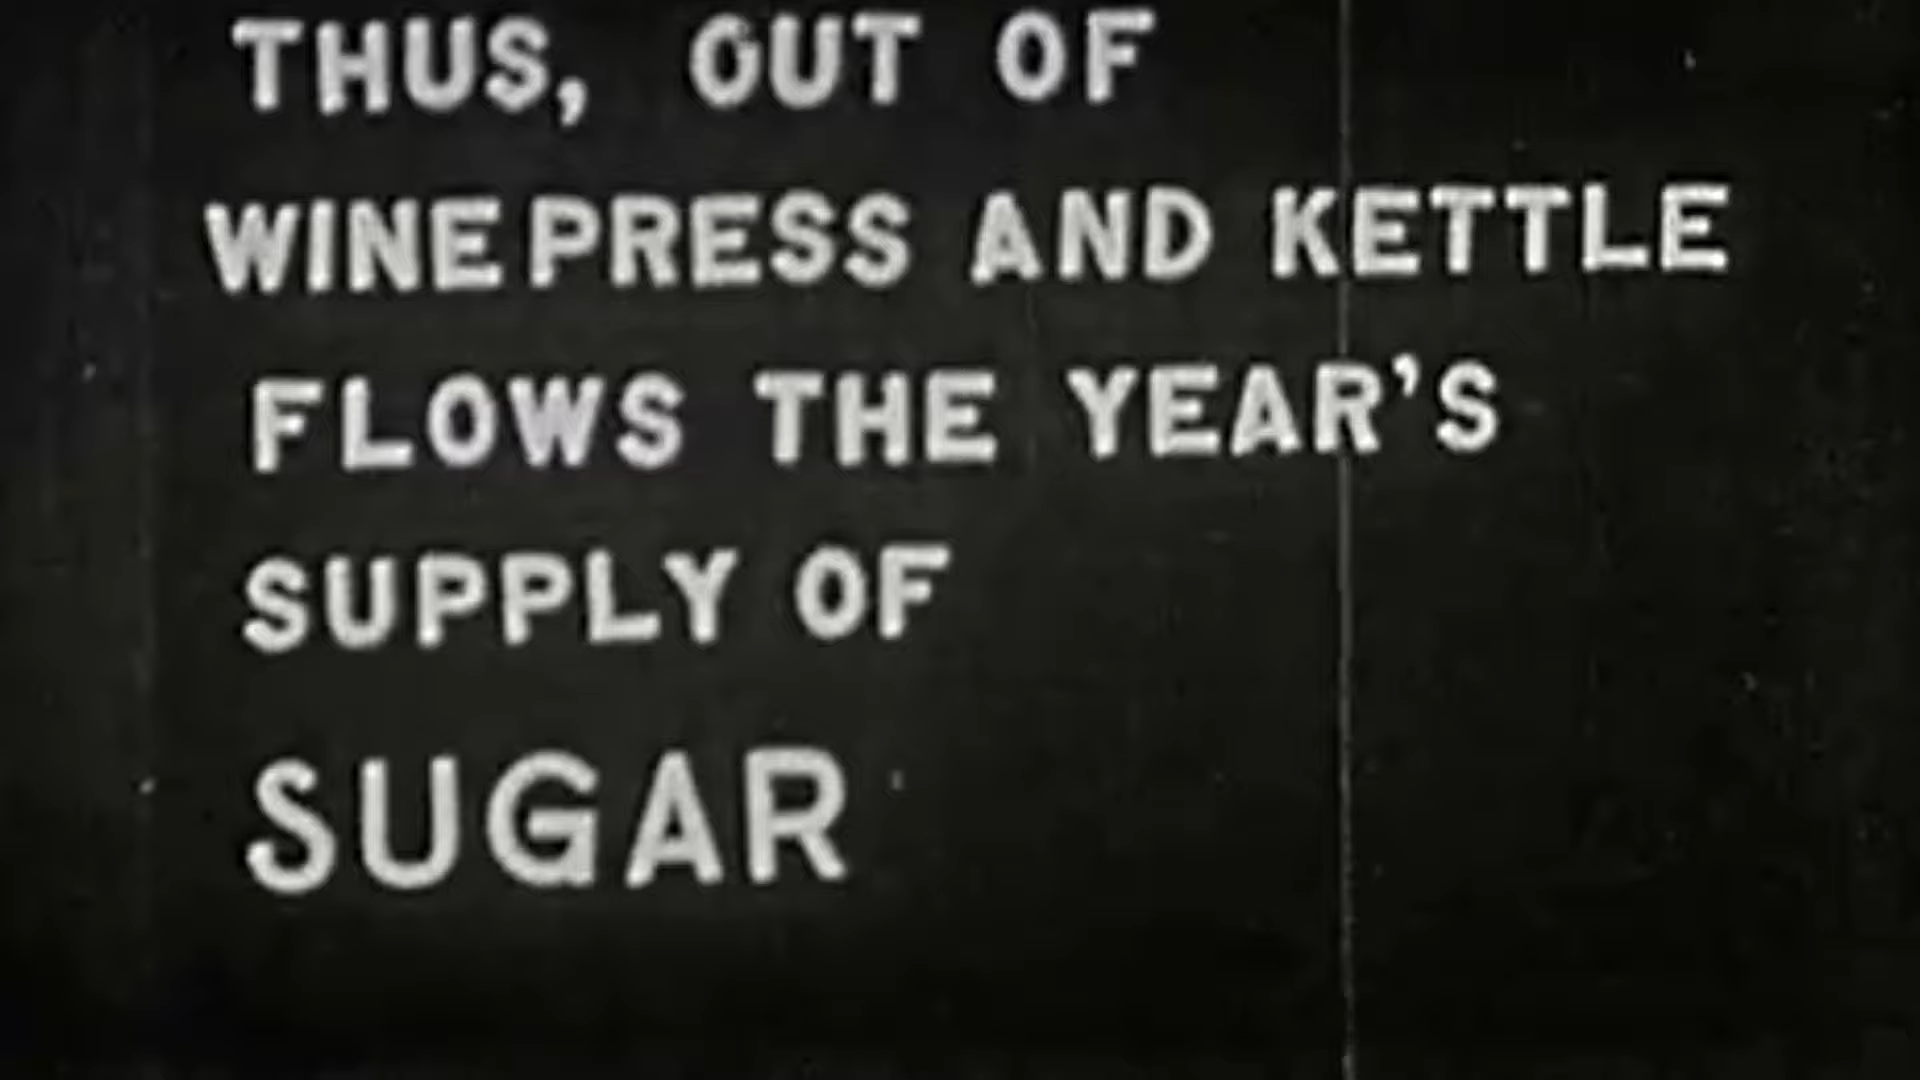 THUS, OUT OF
WINEPRESS AND KETTLE
FLOWS THE YEAR'S
SUPPLY OF
SUGAR